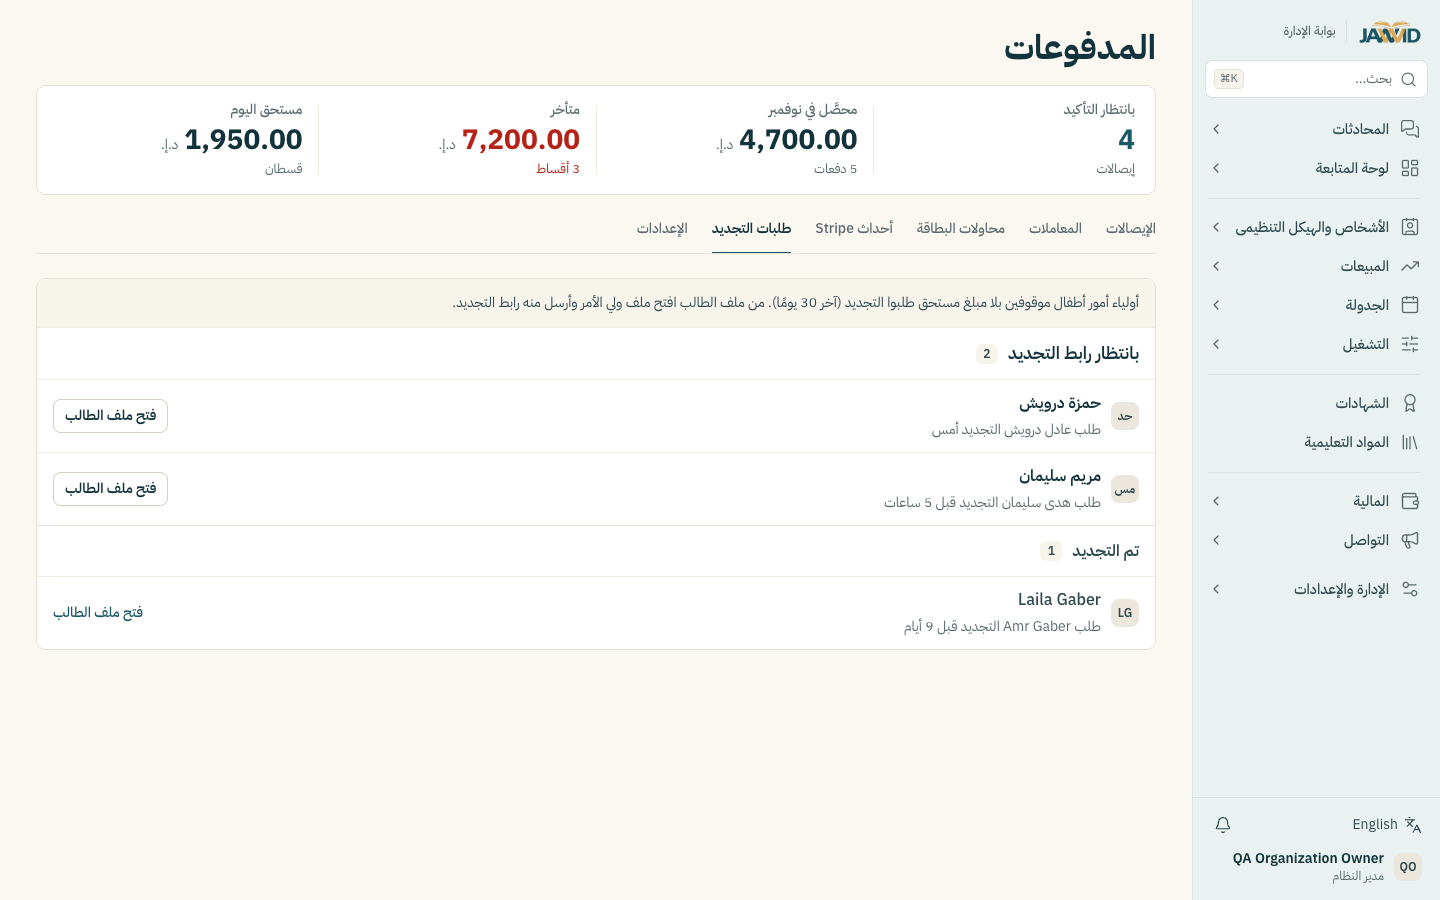 JAWWID
بوابة الإدارة
بحث...
⌘K
المحادثات
لوحة المتابعة
الأشخاص والهيكل التنظيمي
المبيعات
الجدولة
التشغيل
الشهادات
المواد التعليمية
المالية
التواصل
الإدارة والإعدادات
English
QO
QA Organization Owner
مدير النظام
المدفوعات
بانتظار التأكيد
4
إيصالات
محصَّل في نوفمبر
4,700.00 د.إ.
5 دفعات
متأخر
7,200.00 د.إ.
3 أقساط
مستحق اليوم
1,950.00 د.إ.
قسطان
الإيصالات
المعاملات
محاولات البطاقة
أحداث Stripe
طلبات التجديد
الإعدادات
أولياء أمور أطفال موقوفين بلا مبلغ مستحق طلبوا التجديد (آخر 30 يومًا). من ملف الطالب افتح ملف ولي الأمر وأرسل منه رابط التجديد.
بانتظار رابط التجديد 2
حد
حمزة درويش
طلب عادل درويش التجديد أمس
فتح ملف الطالب
مس
مريم سليمان
طلب هدى سليمان التجديد قبل 5 ساعات
فتح ملف الطالب
تم التجديد 1
LG
Laila Gaber
طلب Amr Gaber التجديد قبل 9 أيام
فتح ملف الطالب